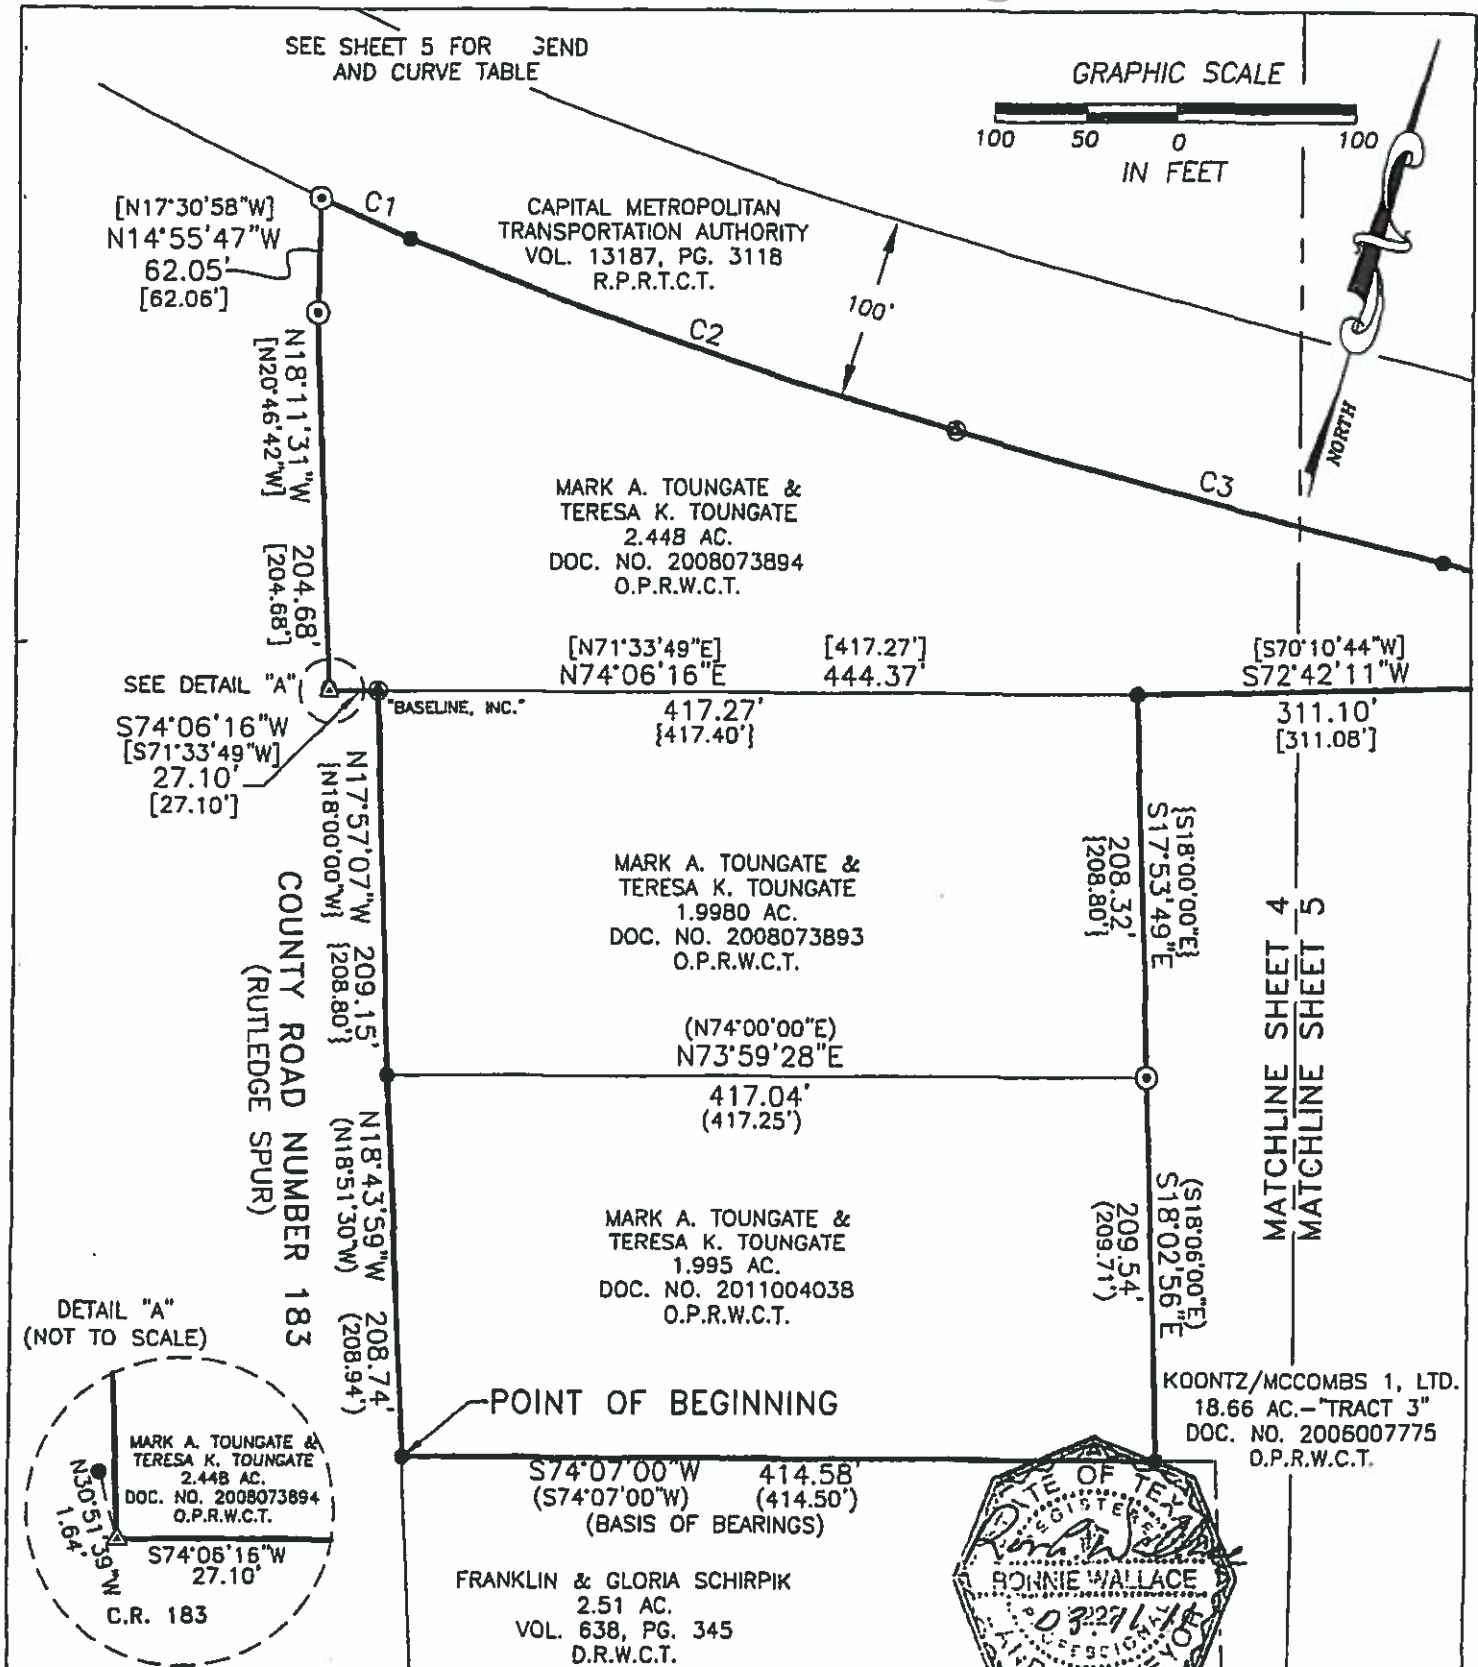 SEE SHEET 5 FOR GEND
AND CURVE TABLE
GRAPHIC SCALE
100 50 0 100
IN FEET
NORTH
[N17°30'58"W]
N14°55'47"W
62.05'
[62.06']
C1
CAPITAL METROPOLITAN
TRANSPORTATION AUTHORITY
VOL. 13187, PG. 3118
R.P.R.T.C.T.
100'
C2
C3
N18°11'31"W 204.68'
[N20°46'42"W] [204.68']
MARK A. TOUNGATE &
TERESA K. TOUNGATE
2.448 AC.
DOC. NO. 2008073894
O.P.R.W.C.T.
[N71°33'49"E] [417.27']
N74°06'16"E 444.37'
417.27'
{417.40'}
[S70°10'44"W]
S72°42'11"W
311.10'
[311.08']
SEE DETAIL "A"
"BASELINE, INC."
S74°06'16"W
[S71°33'49"W]
27.10'
[27.10']
N17°57'07"W 209.15'
{N18°00'00"W} {208.80'}
MARK A. TOUNGATE &
TERESA K. TOUNGATE
1.9980 AC.
DOC. NO. 2008073893
O.P.R.W.C.T.
{S18°00'00"E}
S17°53'49"E
208.32'
{208.80'}
COUNTY ROAD NUMBER 183
(RUTLEDGE SPUR)
MATCHLINE SHEET 4
MATCHLINE SHEET 5
(N74°00'00"E)
N73°59'28"E
417.04'
(417.25')
N18°43'59"W 208.74'
(N18°51'30"W) (208.94')
MARK A. TOUNGATE &
TERESA K. TOUNGATE
1.995 AC.
DOC. NO. 2011004038
O.P.R.W.C.T.
(S18°06'00"E)
S18°02'56"E
209.54'
(209.71')
POINT OF BEGINNING
S74°07'00"W 414.58'
(S74°07'00"W) (414.50')
(BASIS OF BEARINGS)
KOONTZ/MCCOMBS 1, LTD.
18.66 AC.-"TRACT 3"
DOC. NO. 2006007775
O.P.R.W.C.T.
DETAIL "A"
(NOT TO SCALE)
MARK A. TOUNGATE &
TERESA K. TOUNGATE
2.448 AC.
DOC. NO. 2008073894
O.P.R.W.C.T.
N30°51'39"W
1.64'
S74°06'16"W
27.10'
C.R. 183
FRANKLIN & GLORIA SCHIRPIK
2.51 AC.
VOL. 638, PG. 345
D.R.W.C.T.
OF TEX
RONNIE WALLACE